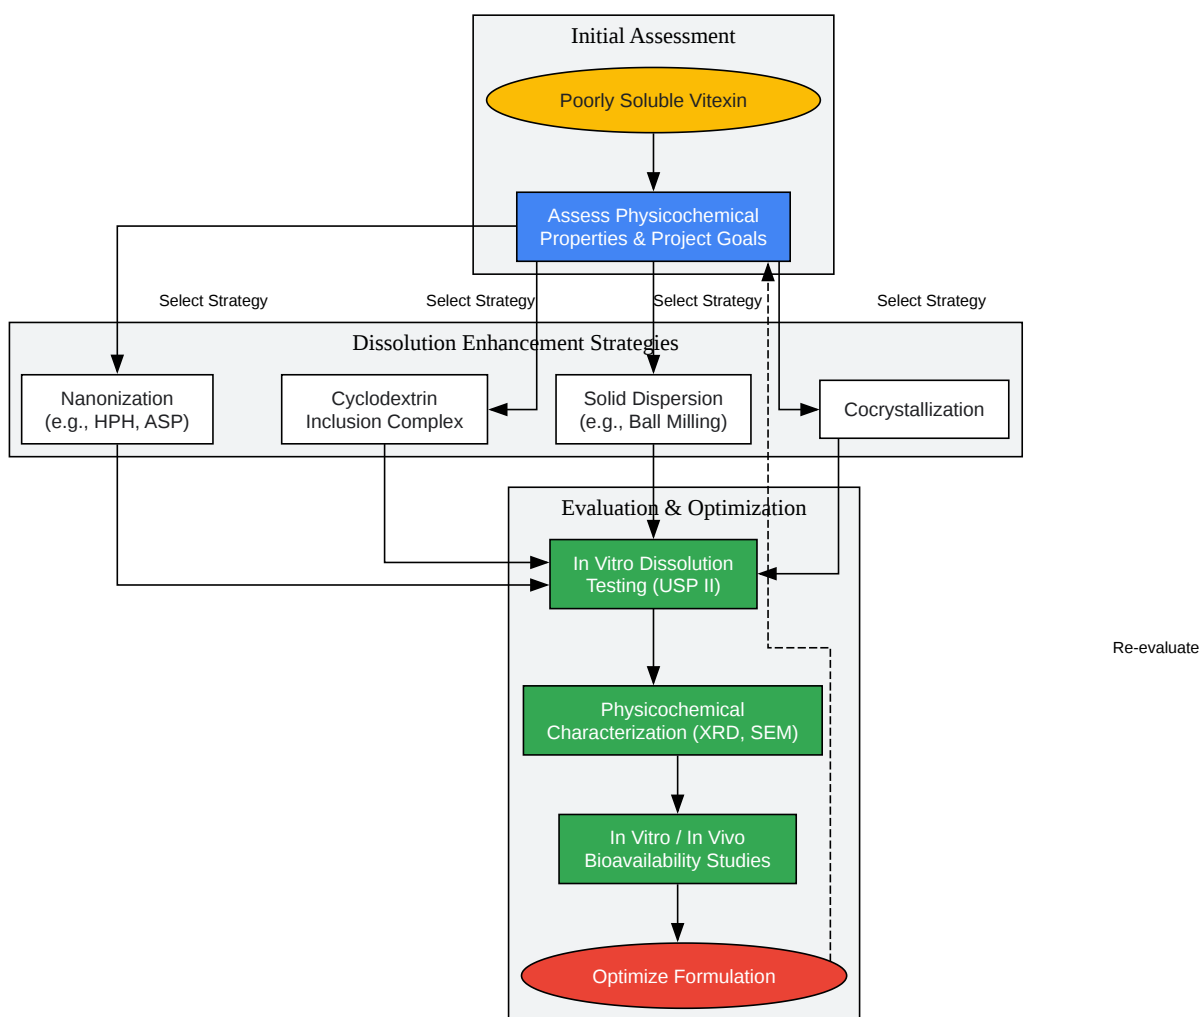 Initial Assessment
Poorly Soluble Vitexin
Assess Physicochemical
Properties & Project Goals
Select Strategy
Select Strategy
Select Strategy
Select Strategy
Dissolution Enhancement Strategies
Nanonization
(e.g., HPH, ASP)
Cyclodextrin
Inclusion Complex
Solid Dispersion
(e.g., Ball Milling)
Cocrystallization
Evaluation & Optimization
In Vitro Dissolution
Testing (USP II)
Re-evaluate
Physicochemical
Characterization (XRD, SEM)
In Vitro / In Vivo
Bioavailability Studies
Optimize Formulation